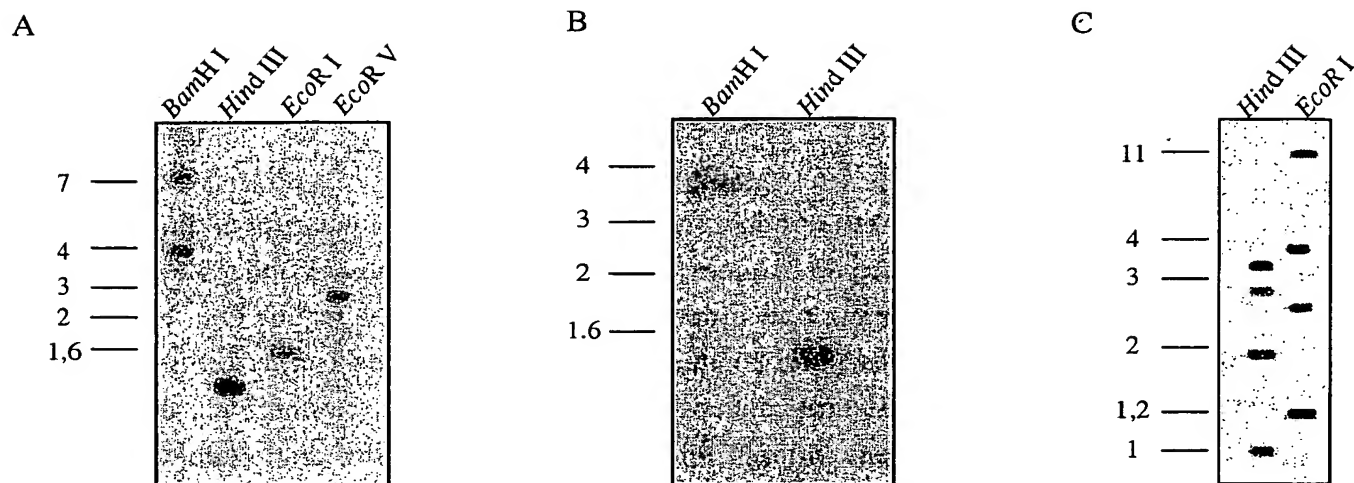 A
BamH I
Hind III
EcoR I
EcoR V
7
4
3
2
1,6
B
BamH I
Hind III
4
3
2
1.6
C
Hind III
EcoR I
11
4
3
2
1,2
1